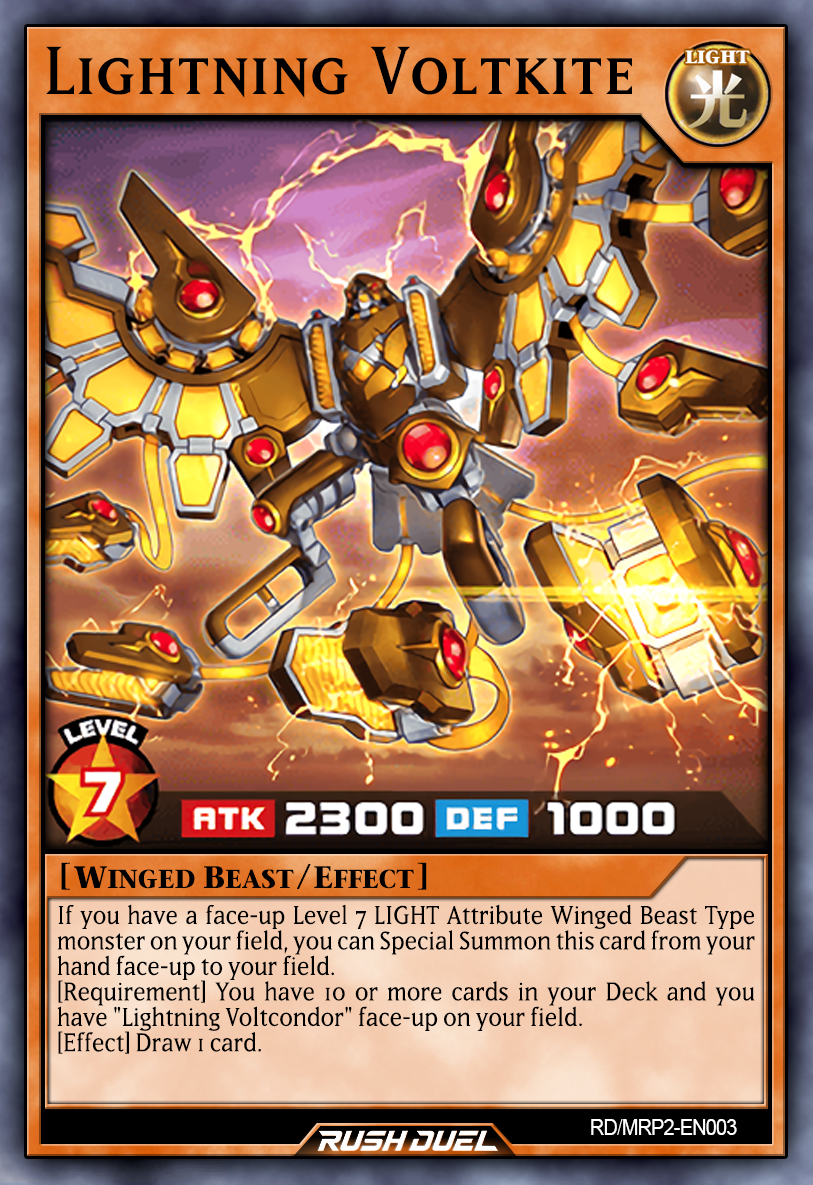 Lightning Voltkite
LIGHT
光
LEVEL
7
ATK 2300 DEF 1000
[Winged Beast/Effect]
If you have a face-up Level 7 LIGHT Attribute Winged Beast Type
monster on your field, you can Special Summon this card from your
hand face-up to your field.
[Requirement] You have 10 or more cards in your Deck and you
have "Lightning Voltcondor" face-up on your field.
[Effect] Draw 1 card.
RD/MRP2-EN003
RUSH DUEL